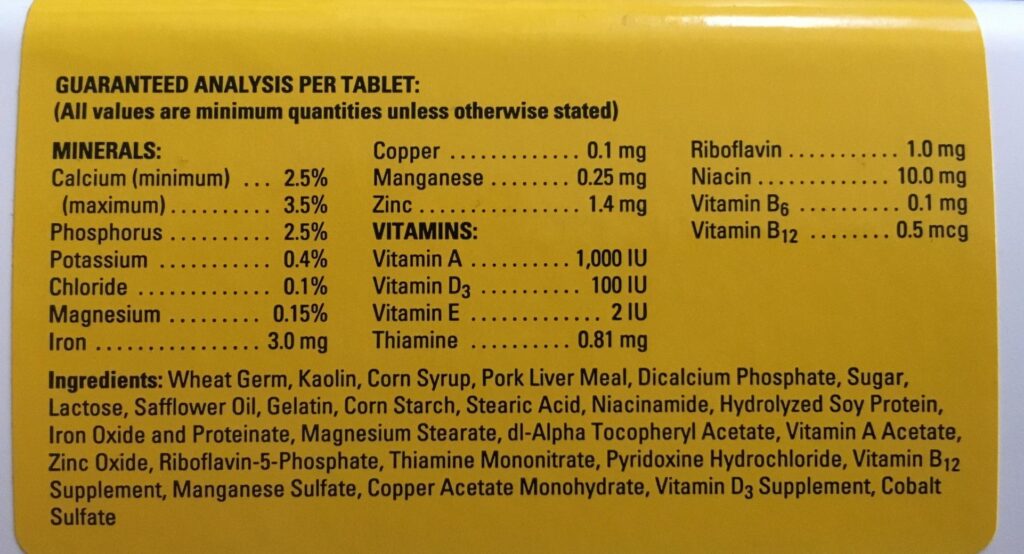 GUARANTEED ANALYSIS PER TABLET:
(All values are minimum quantities unless otherwise stated)
MINERALS:
Calcium (minimum) ... 2.5%
(maximum) ........... 3.5%
Phosphorus .......... 2.5%
Potassium ........... 0.4%
Chloride ............ 0.1%
Magnesium ......... 0.15%
Iron ................ 3.0 mg
Copper ............. 0.1 mg
Manganese ........ 0.25 mg
Zinc ................ 1.4 mg
VITAMINS:
Vitamin A .......... 1,000 IU
Vitamin D3 .......... 100 IU
Vitamin E ............. 2 IU
Thiamine .......... 0.81 mg
Riboflavin ........... 1.0 mg
Niacin ............. 10.0 mg
Vitamin B6 .......... 0.1 mg
Vitamin B12 ........ 0.5 mcg
Ingredients: Wheat Germ, Kaolin, Corn Syrup, Pork Liver Meal, Dicalcium Phosphate, Sugar,
Lactose, Safflower Oil, Gelatin, Corn Starch, Stearic Acid, Niacinamide, Hydrolyzed Soy Protein,
Iron Oxide and Proteinate, Magnesium Stearate, dl-Alpha Tocopheryl Acetate, Vitamin A Acetate,
Zinc Oxide, Riboflavin-5-Phosphate, Thiamine Mononitrate, Pyridoxine Hydrochloride, Vitamin B12
Supplement, Manganese Sulfate, Copper Acetate Monohydrate, Vitamin D3 Supplement, Cobalt
Sulfate